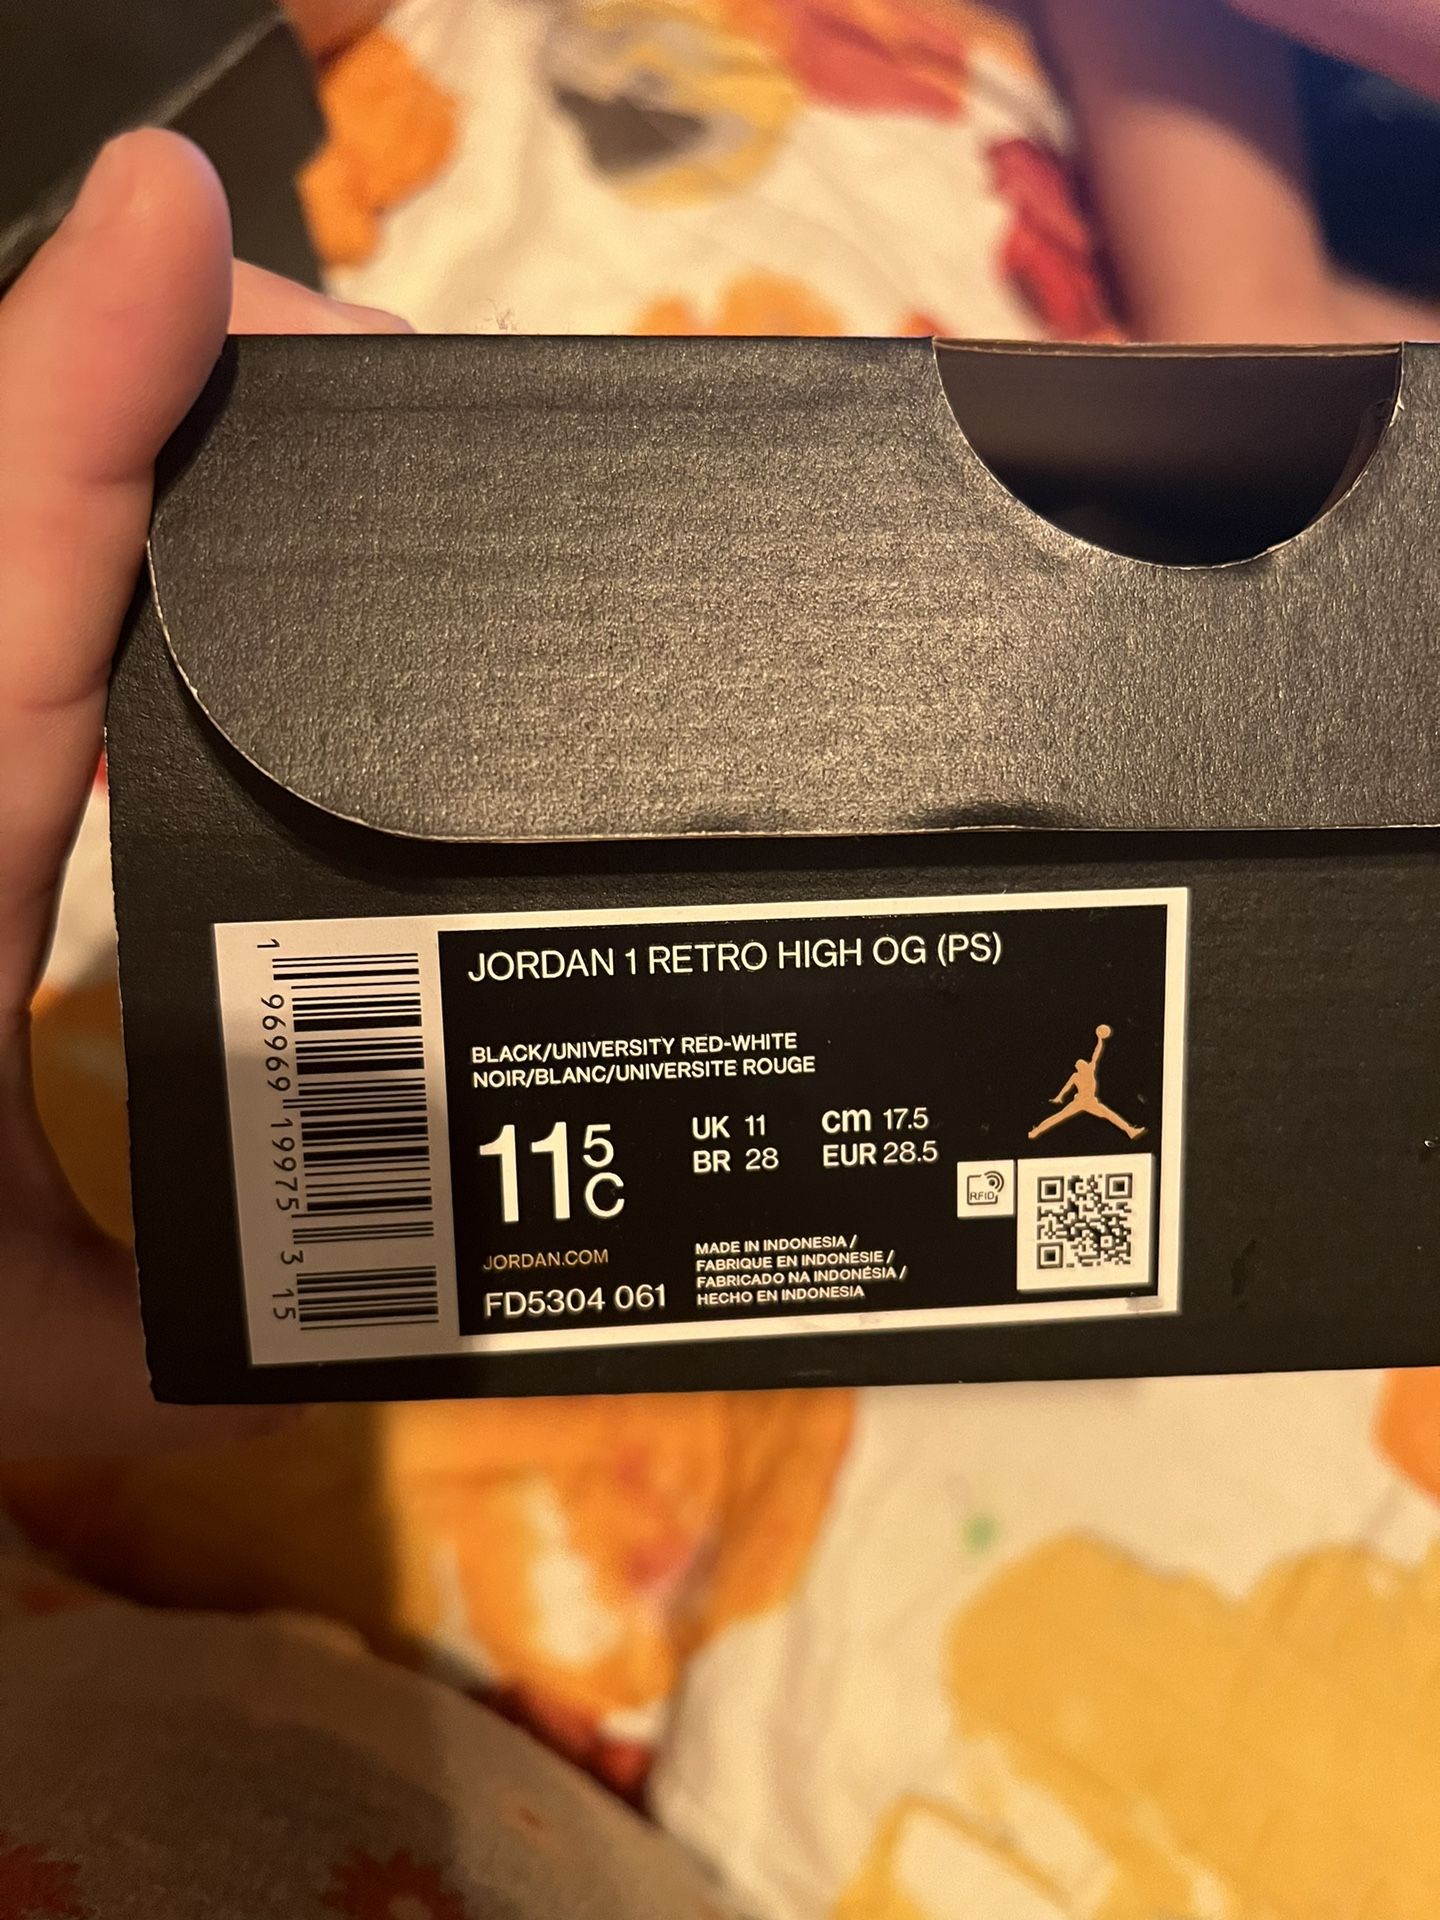 JORDAN 1 RETRO HIGH OG (PS)
BLACK/UNIVERSITY RED-WHITE
NOIR/BLANC/UNIVERSITE ROUGE
11 5 C
UK 11 cm 17.5
BR 28 EUR 28.5
JORDAN.COM
FD5304 061
MADE IN INDONESIA /
FABRIQUE EN INDONESIE /
FABRICADO NA INDONÉSIA /
HECHO EN INDONESIA
RFID
1 96969 19975 3 15